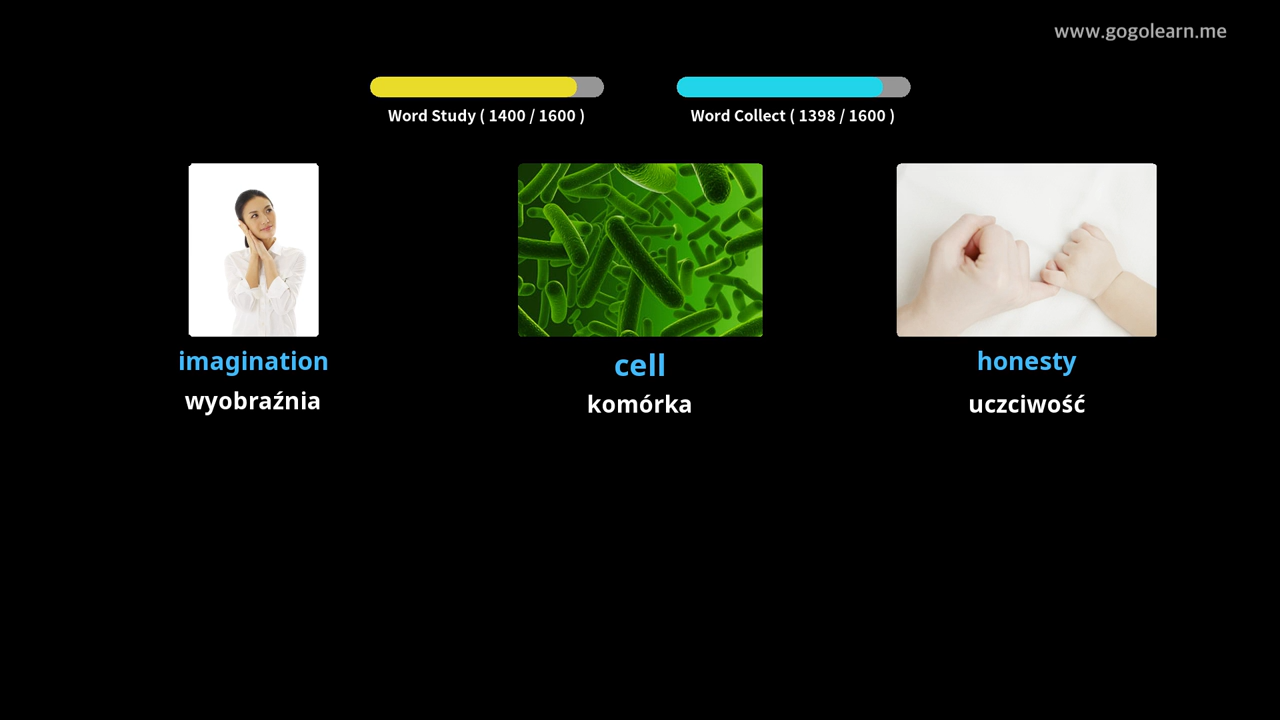 www.gogolearn.me
Word Study ( 1400 / 1600 )
Word Collect ( 1398 / 1600 )
imagination
wyobraźnia
cell
komórka
honesty
uczciwość